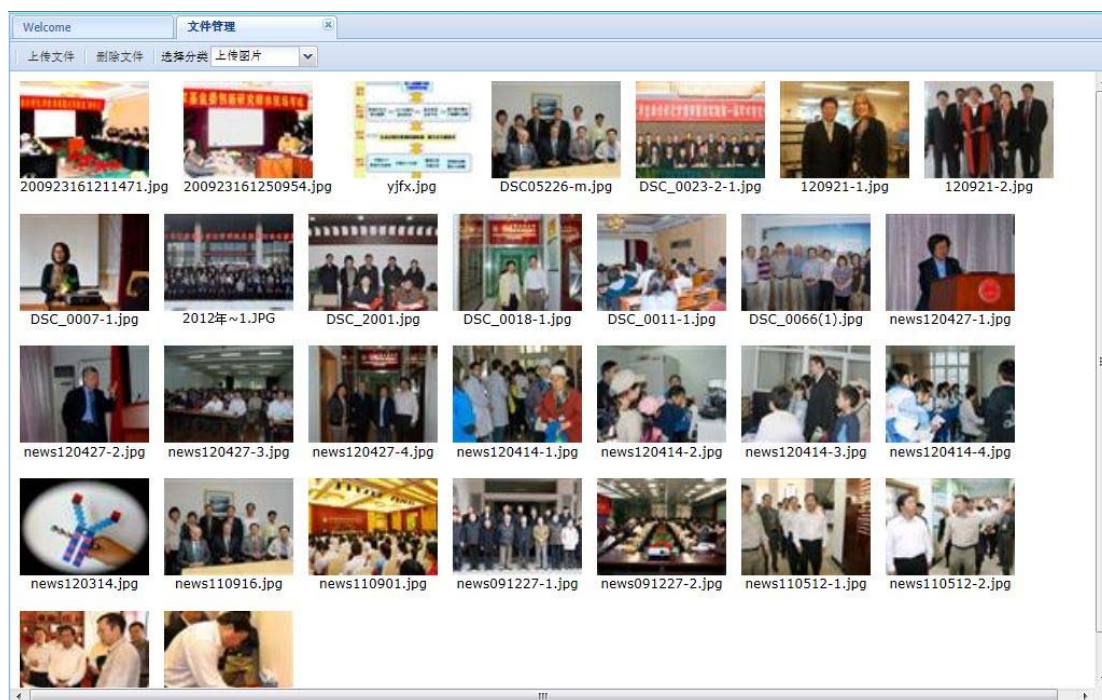 Welcome
文件管理
上传文件 删除文件 选择分类 上传图片
200923161211471.jpg 200923161250954.jpg yjfx.jpg DSC05226-m.jpg DSC_0023-2-1.jpg 120921-1.jpg 120921-2.jpg
DSC_0007-1.jpg 2012年~1.JPG DSC_2001.jpg DSC_0018-1.jpg DSC_0011-1.jpg DSC_0066(1).jpg news120427-1.jpg
news120427-2.jpg news120427-3.jpg news120427-4.jpg news120414-1.jpg news120414-2.jpg news120414-3.jpg news120414-4.jpg
news120314.jpg news110916.jpg news110901.jpg news091227-1.jpg news091227-2.jpg news110512-1.jpg news110512-2.jpg